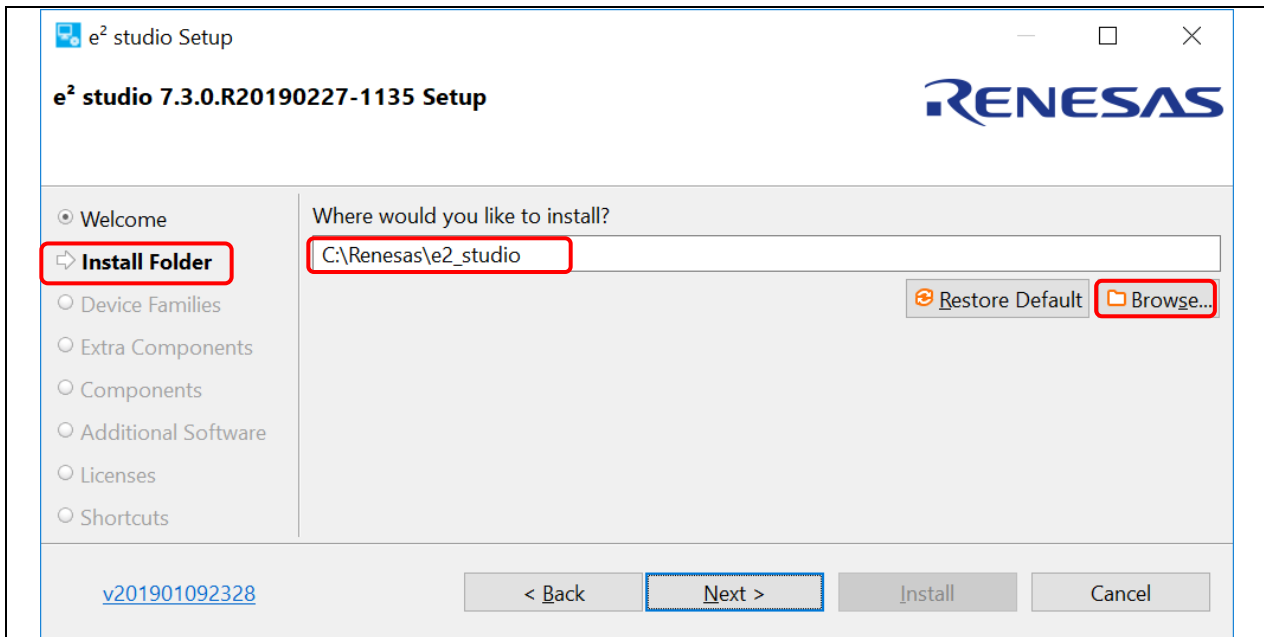 e² studio Setup
e² studio 7.3.0.R20190227-1135 Setup
RENESAS
Welcome
Install Folder
Device Families
Extra Components
Components
Additional Software
Licenses
Shortcuts
Where would you like to install?
C:\Renesas\e2_studio
Restore Default
Browse...
v201901092328
< Back
Next >
Install
Cancel